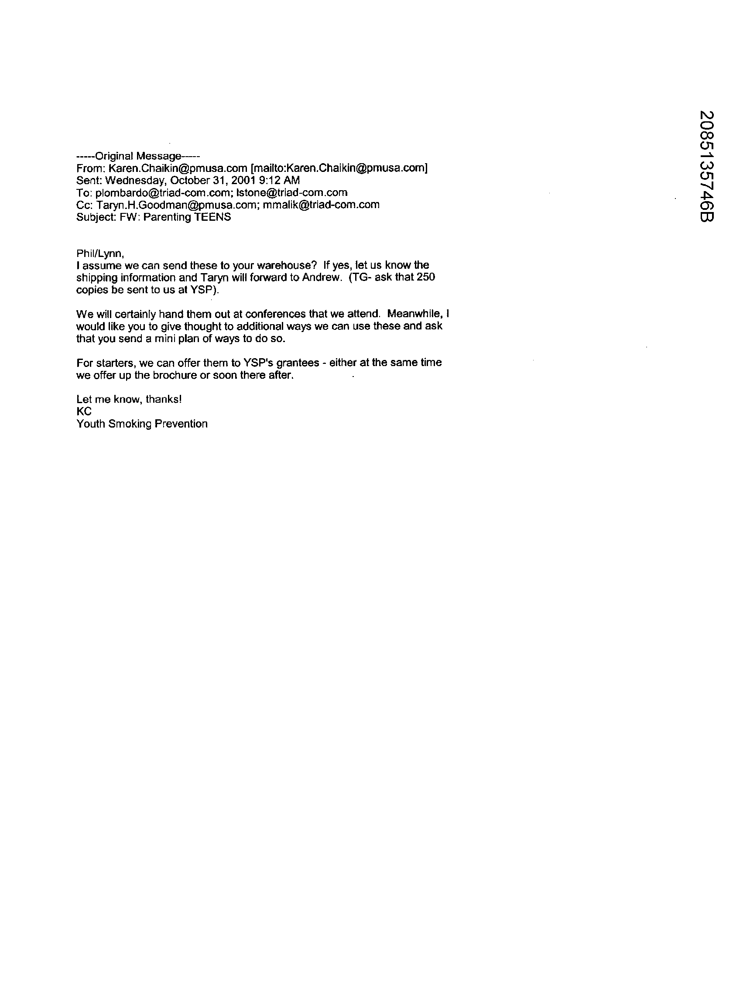 2085135746B
-----Original Message-----
From: Karen.Chaikin@pmusa.com [mailto:Karen.Chaikin@pmusa.com]
Sent: Wednesday, October 31, 2001 9:12 AM
To: plombardo@triad-com.com; lstone@triad-com.com
Cc: Taryn.H.Goodman@pmusa.com; mmalik@triad-com.com
Subject: FW: Parenting TEENS
Phil/Lynn,
I assume we can send these to your warehouse? If yes, let us know the
shipping information and Taryn will forward to Andrew. (TG- ask that 250
copies be sent to us at YSP).
We will certainly hand them out at conferences that we attend. Meanwhile, I
would like you to give thought to additional ways we can use these and ask
that you send a mini plan of ways to do so.
For starters, we can offer them to YSP's grantees - either at the same time
we offer up the brochure or soon there after.
Let me know, thanks!
KC
Youth Smoking Prevention